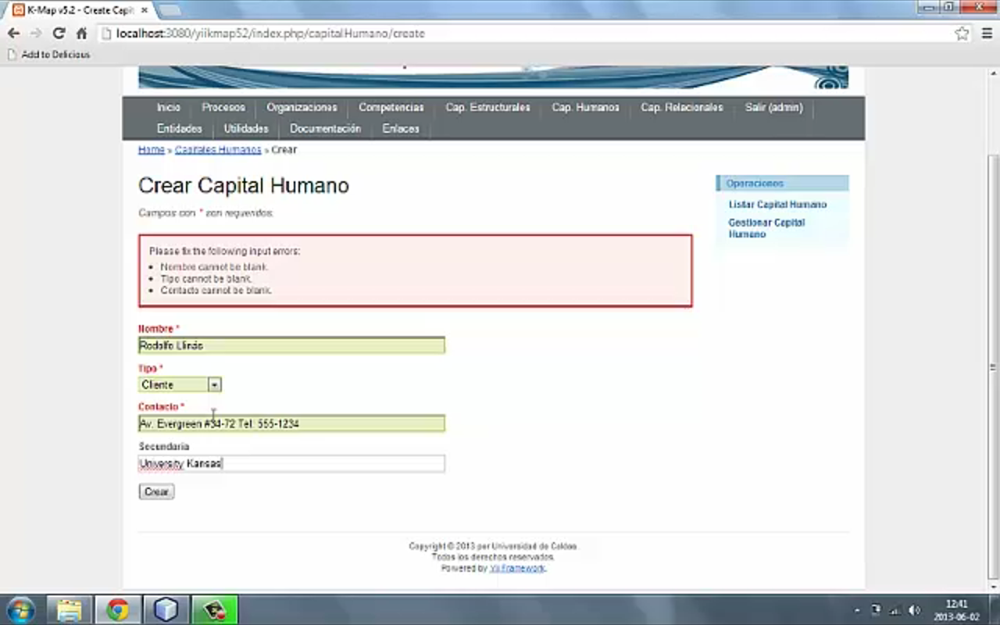 K-Map v5.2 - Create Capi
localhost:3080/yiikmap52/index.php/capitalHumano/create
Add to Delicious
Inicio Procesos Organizaciones Competencias Cap. Estructurales Cap. Humanos Cap. Relacionales Salir (admin)
Entidades Utilidades Documentación Enlaces
Home » Capitales Humanos » Crear
Crear Capital Humano
Campos con * son requeridos.
Operaciones
Listar Capital Humano
Gestionar Capital
Humano
Please fix the following input errors:
• Nombre cannot be blank.
• Tipo cannot be blank.
• Contacto cannot be blank.
Nombre *
Rodolfo Llinás
Tipo *
Cliente
Contacto *
Av. Evergreen #34-72 Tel: 555-1234
Secundaria
University Kansas
Crear
Copyright © 2013 por Universidad de Caldas.
Todos los derechos reservados.
Powered by Yii Framework.
12:41
2013-06-02